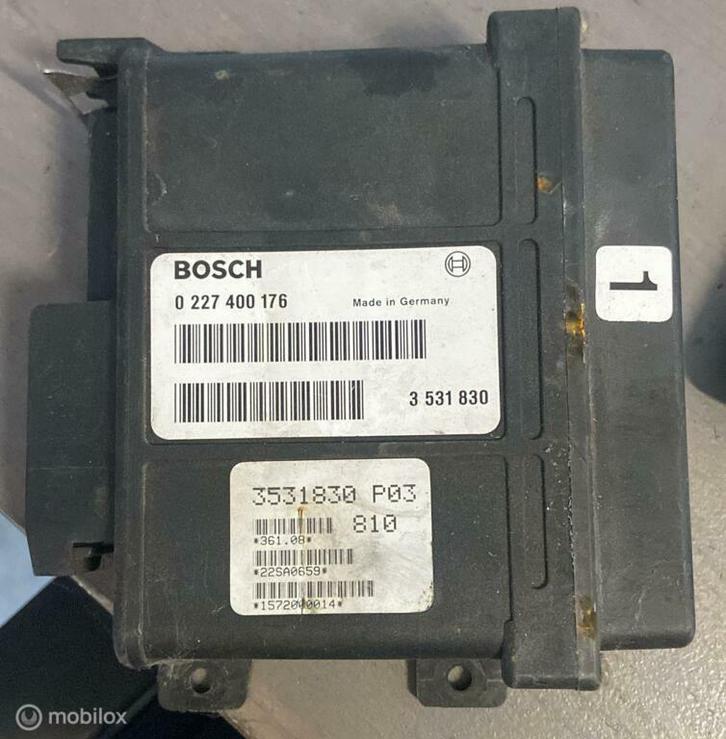 BOSCH
0 227 400 176 Made in Germany
3 531 830
1
3531830 P03
810
*361.08*
*22SA0659*
*1572000014*
mobilox